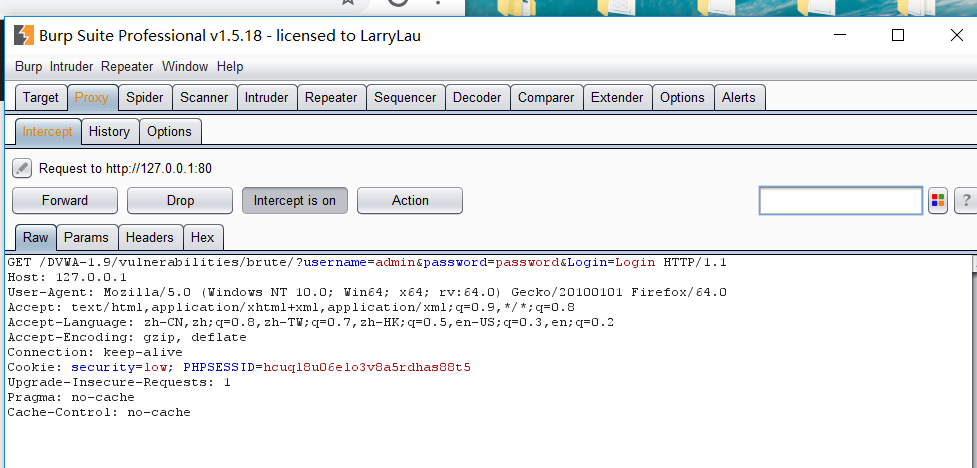 Burp Suite Professional v1.5.18 - licensed to LarryLau
Burp Intruder Repeater Window Help
Target Proxy Spider Scanner Intruder Repeater Sequencer Decoder Comparer Extender Options Alerts
Intercept History Options
Request to http://127.0.0.1:80
Forward Drop Intercept is on Action ?
Raw Params Headers Hex
GET /DVWA-1.9/vulnerabilities/brute/?username=admin&password=password&Login=Login HTTP/1.1
Host: 127.0.0.1
User-Agent: Mozilla/5.0 (Windows NT 10.0; Win64; x64; rv:64.0) Gecko/20100101 Firefox/64.0
Accept: text/html,application/xhtml+xml,application/xml;q=0.9,*/*;q=0.8
Accept-Language: zh-CN,zh;q=0.8,zh-TW;q=0.7,zh-HK;q=0.5,en-US;q=0.3,en;q=0.2
Accept-Encoding: gzip, deflate
Connection: keep-alive
Cookie: security=low; PHPSESSID=hcuql8u06elo3v8a5rdhas88t5
Upgrade-Insecure-Requests: 1
Pragma: no-cache
Cache-Control: no-cache